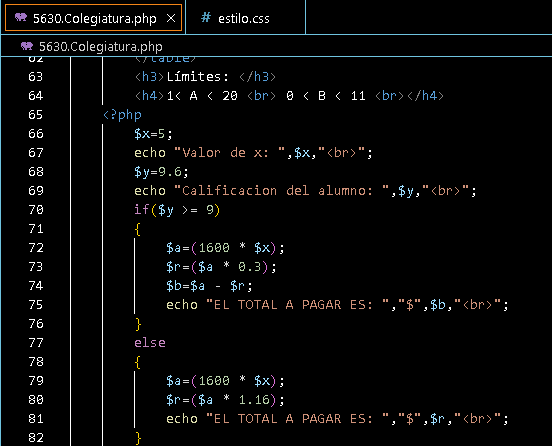 5630.Colegiatura.php × # estilo.css
5630.Colegiatura.php
62 </table>
63 <h3>Límites: </h3>
64 <h4>1< A < 20 <br> 0 < B < 11 <br></h4>
65 <?php
66 $x=5;
67 echo "Valor de x: ",$x,"<br>";
68 $y=9.6;
69 echo "Calificacion del alumno: ",$y,"<br>";
70 if($y >= 9)
71 {
72 $a=(1600 * $x);
73 $r=($a * 0.3);
74 $b=$a - $r;
75 echo "EL TOTAL A PAGAR ES: ","$",$b,"<br>";
76 }
77 else
78 {
79 $a=(1600 * $x);
80 $r=($a * 1.16);
81 echo "EL TOTAL A PAGAR ES: ","$",$r,"<br>";
82 }